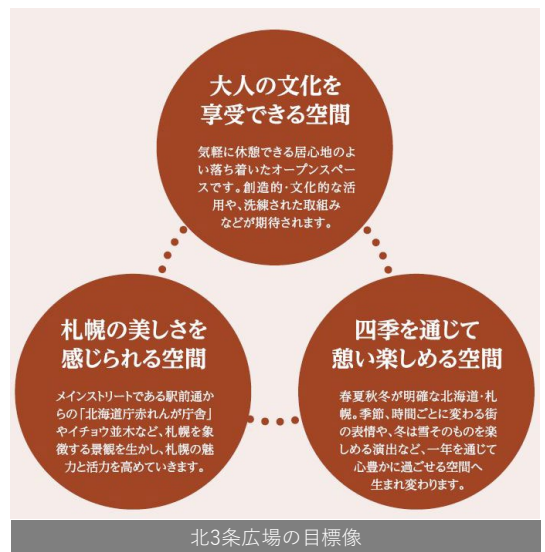 大人の文化を
享受できる空間
気軽に休憩できる居心地のよ
い落ち着いたオープンスペー
スです。創造的・文化的な活
用や、洗練された取組み
などが期待されます。
札幌の美しさを
感じられる空間
メインストリートである駅前通か
らの「北海道庁赤れんが庁舎」
やイチョウ並木など、札幌を象
徴する景観を生かし、札幌の魅
力と活力を高めていきます。
四季を通じて
憩い楽しめる空間
春夏秋冬が明確な北海道・札
幌。季節、時間ごとに変わる街
の表情や、冬は雪そのものを楽
しめる演出など、一年を通じて
心豊かに過ごせる空間へ
生まれ変わります。
北3条広場の目標像